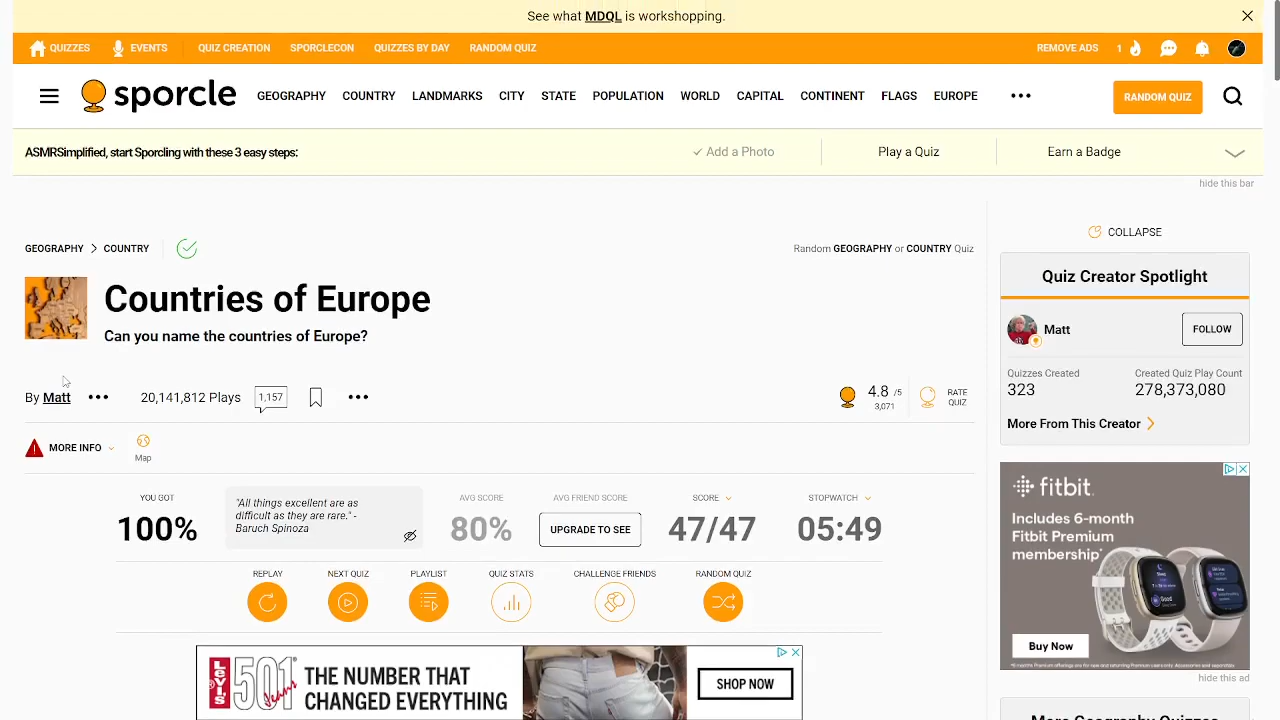 See what MDQL is workshopping.
QUIZZES EVENTS QUIZ CREATION SPORCLECON QUIZZES BY DAY RANDOM QUIZ REMOVE ADS 1
sporcle GEOGRAPHY COUNTRY LANDMARKS CITY STATE POPULATION WORLD CAPITAL CONTINENT FLAGS EUROPE RANDOM QUIZ
ASMRSimplified, start Sporcling with these 3 easy steps: Add a Photo Play a Quiz Earn a Badge
hide this bar
GEOGRAPHY COUNTRY Random GEOGRAPHY or COUNTRY Quiz
Countries of Europe
Can you name the countries of Europe?
By Matt 20,141,812 Plays 1,157 4.8 /5 3,071 RATE QUIZ
MORE INFO Map
YOU GOT
100%
"All things excellent are as
difficult as they are rare." -
Baruch Spinoza
AVG SCORE
80%
AVG FRIEND SCORE
UPGRADE TO SEE
SCORE
47/47
STOPWATCH
05:49
REPLAY NEXT QUIZ PLAYLIST QUIZ STATS CHALLENGE FRIENDS RANDOM QUIZ
LEVI'S 501 Jeans THE NUMBER THAT
CHANGED EVERYTHING
SHOP NOW
COLLAPSE
Quiz Creator Spotlight
Matt FOLLOW
Quizzes Created Created Quiz Play Count
323 278,373,080
More From This Creator
fitbit
Includes 6-month
Fitbit Premium
membership*
Buy Now
hide this ad
More Geography Quizzes